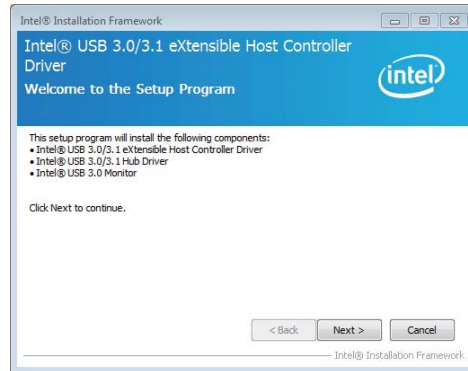 Intel® Installation Framework
Intel® USB 3.0/3.1 eXtensible Host Controller
Driver
Welcome to the Setup Program
intel
This setup program will install the following components:
• Intel® USB 3.0/3.1 eXtensible Host Controller Driver
• Intel® USB 3.0/3.1 Hub Driver
• Intel® USB 3.0 Monitor
Click Next to continue.
< Back Next > Cancel
Intel® Installation Framework